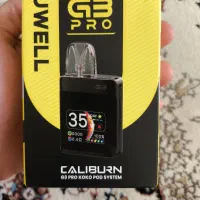 G3
PRO
UWELL
35
CALIBURN
G3 PRO KOKO POD SYSTEM